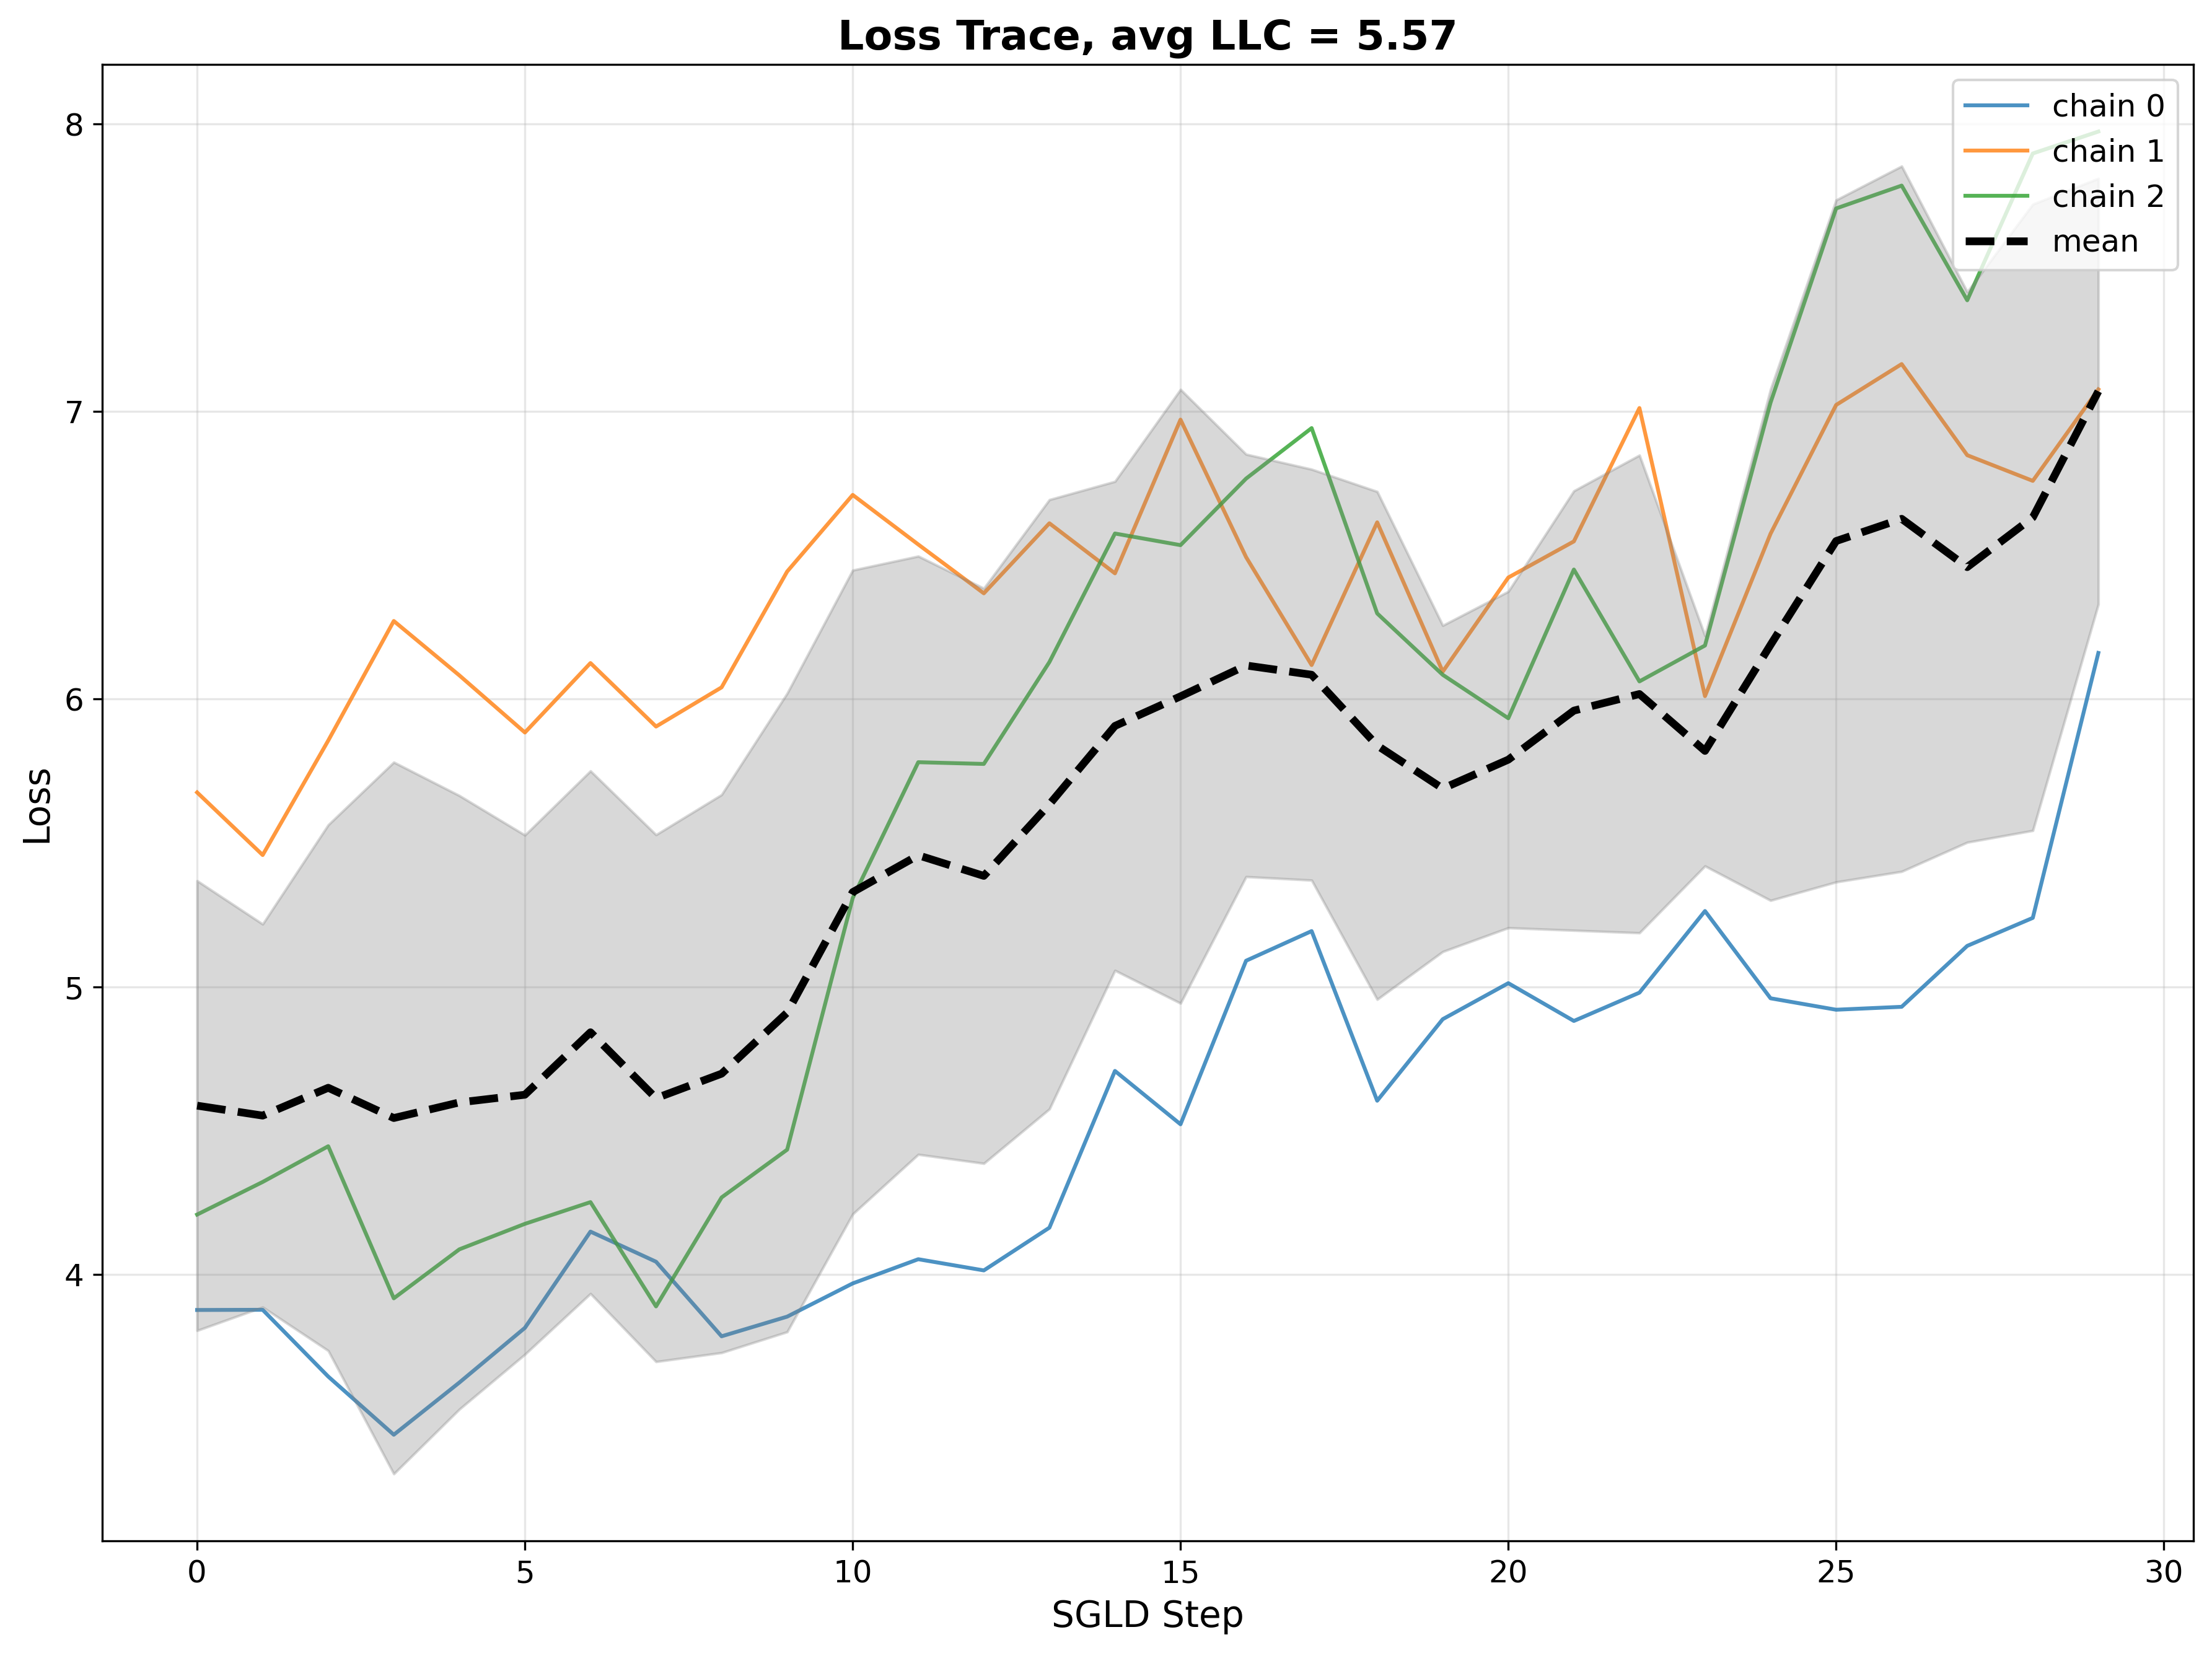 Loss Trace, avg LLC = 5.57
chain 0
chain 1
chain 2
mean
8
7
6
5
4
Loss
0 5 10 15 20 25 30
SGLD Step